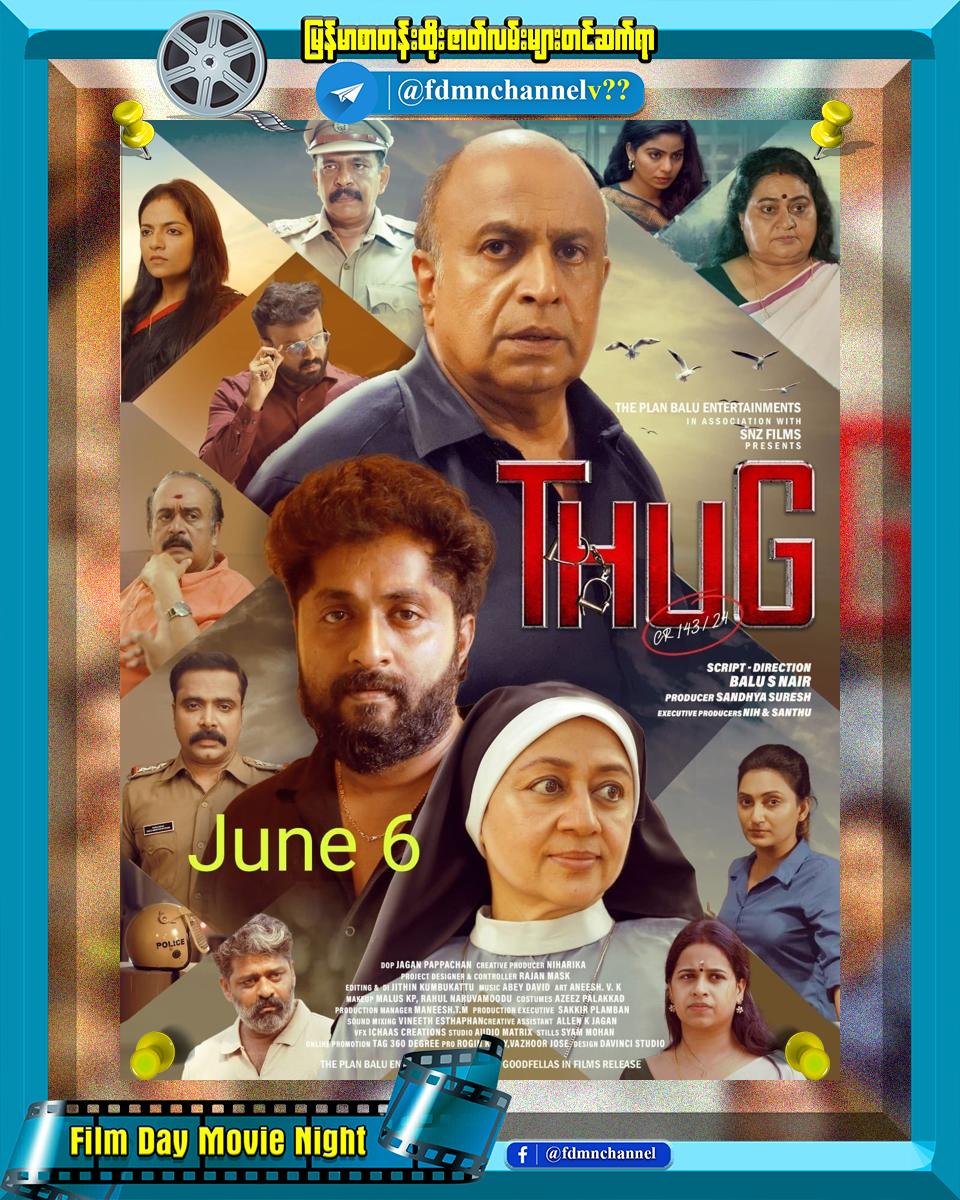 မြန်မာစာတန်းထိုးဇာတ်လမ်းများတင်ဆက်ရာ
@fdmnchannelv??
THE PLAN BALU ENTERTAINMENTS
IN ASSOCIATION WITH
SNZ FILMS
PRESENTS
THUG
CR 143/24
SCRIPT - DIRECTION
BALU S NAIR
PRODUCER SANDHYA SURESH
EXECUTIVE PRODUCERS NIH & SANTHU
June 6
POLICE
DOP JAGAN PAPPACHAN CREATIVE PRODUCER NIHARIKA
PROJECT DESIGNER & CONTROLLER RAJAN MASK
EDITING & DI JITHIN KUMBUKATTU MUSIC ABEY DAVID ART ANEESH. V. K
MAKEUP MALUS KP, RAHUL NARUVAMOODU COSTUMES AZEEZ PALAKKAD
PRODUCTION MANAGER MANEESH.T.M PRODUCTION EXECUTIVE SAKKIR PLAMBAN
SOUND MIXING VINEETH ESTHAPHAN CREATIVE ASSISTANT ALLEN K JAGAN
VFX ICHAAS CREATIONS STUDIO AUDIO MATRIX STILLS SYAM MOHAN
ONLINE PROMOTION TAG 360 DEGREE PRO VAZHOOR JOSE. DESIGN DAVINCI STUDIO
THE PLAN BALU GOODFELLAS IN FILMS RELEASE
Film Day Movie Night
@fdmnchannel